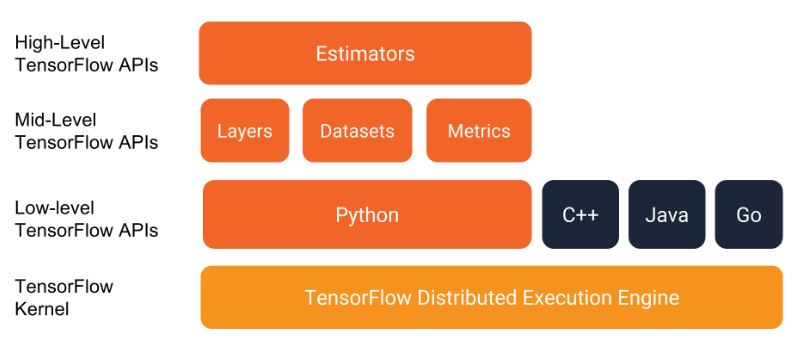 High-Level
TensorFlow APIs
Estimators
Mid-Level
TensorFlow APIs
Layers
Datasets
Metrics
Low-level
TensorFlow APIs
Python
C++
Java
Go
TensorFlow
Kernel
TensorFlow Distributed Execution Engine